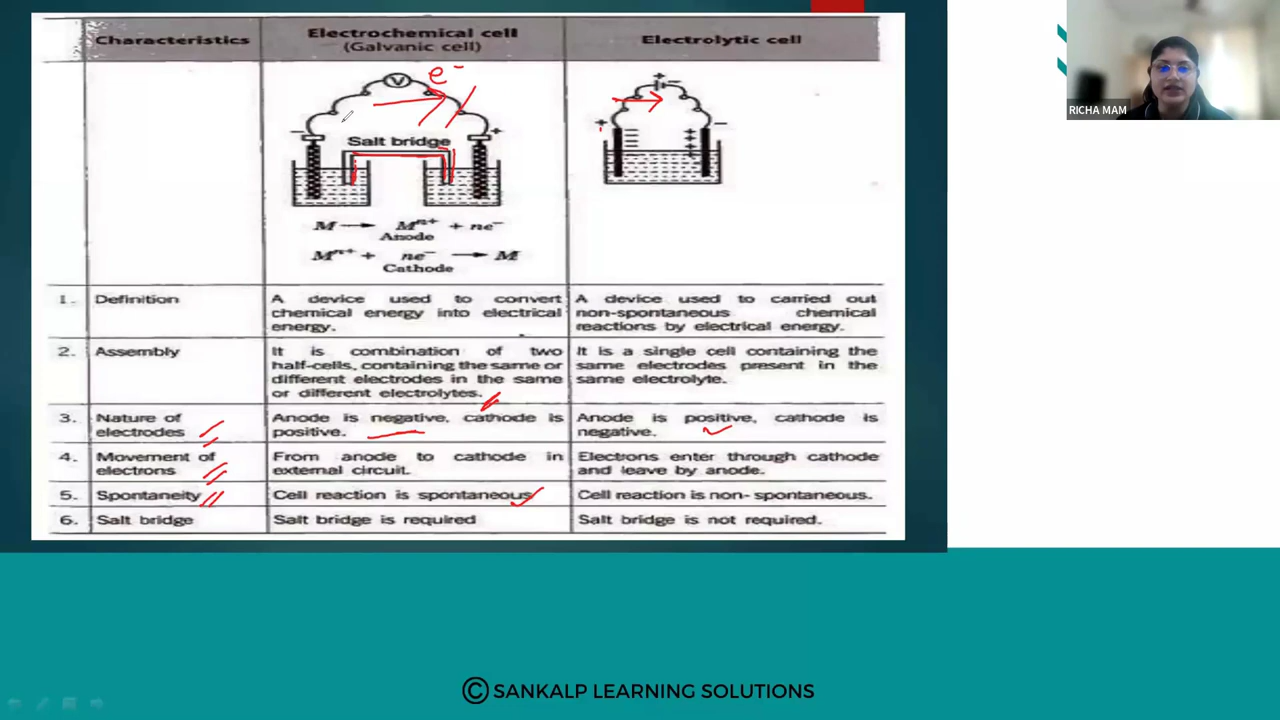 Characteristics
Electrochemical cell
(Galvanic cell)
Electrolytic cell
V
e⁻
+
−
+
−
−
+
Salt bridge
+
−
M → Mⁿ⁺ + ne⁻
Anode
Mⁿ⁺ + ne⁻ → M
Cathode
1. Definition
A device used to convert
chemical energy into electrical
energy.
A device used to carried out
non-spontaneous chemical
reactions by electrical energy.
2. Assembly
It is combination of two
half-cells, containing the same or
different electrodes in the same
or different electrolytes.
It is a single cell containing the
same electrodes present in the
same electrolyte.
3. Nature of
electrodes
Anode is negative, cathode is
positive.
Anode is positive, cathode is
negative.
4. Movement of
electrons
From anode to cathode in
external circuit.
Electrons enter through cathode
and leave by anode.
5. Spontaneity
Cell reaction is spontaneous
Cell reaction is non-spontaneous.
6. Salt bridge
Salt bridge is required
Salt bridge is not required.
RICHA MAM
© SANKALP LEARNING SOLUTIONS